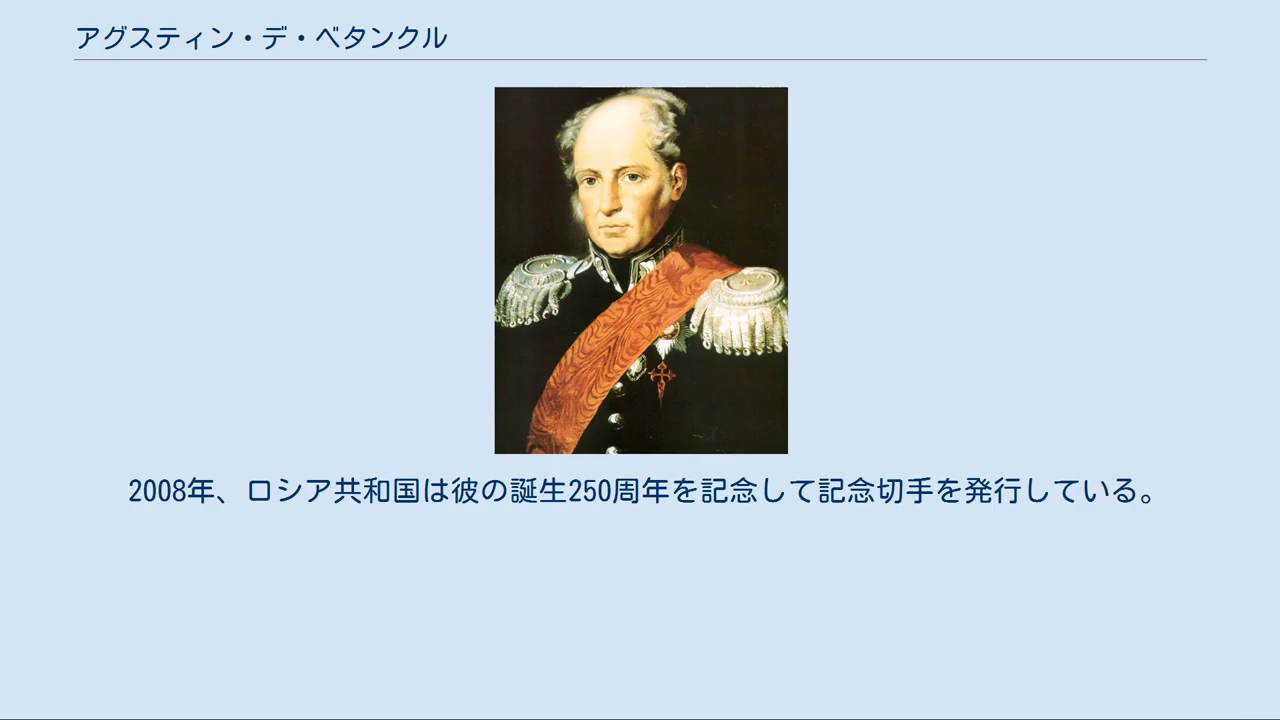 アグスティン・デ・ベタンクル
2008年、ロシア共和国は彼の誕生250周年を記念して記念切手を発行している。